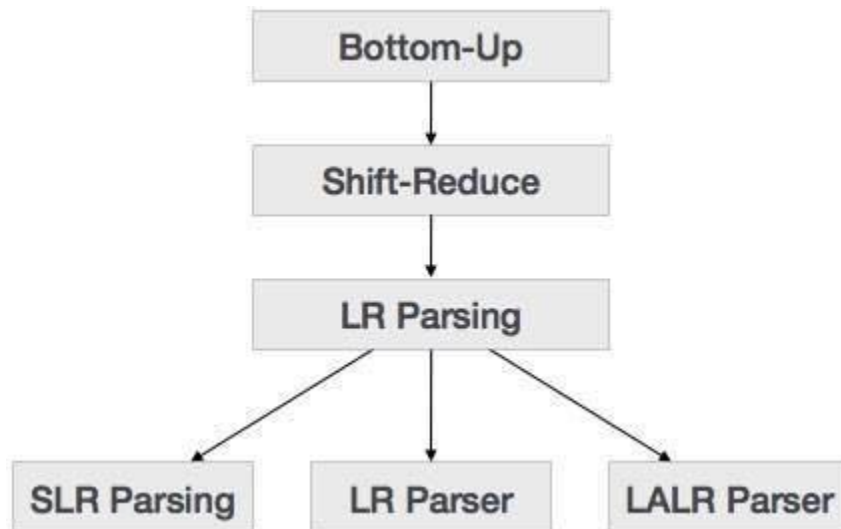 Bottom-Up
Shift-Reduce
LR Parsing
SLR Parsing
LR Parser
LALR Parser